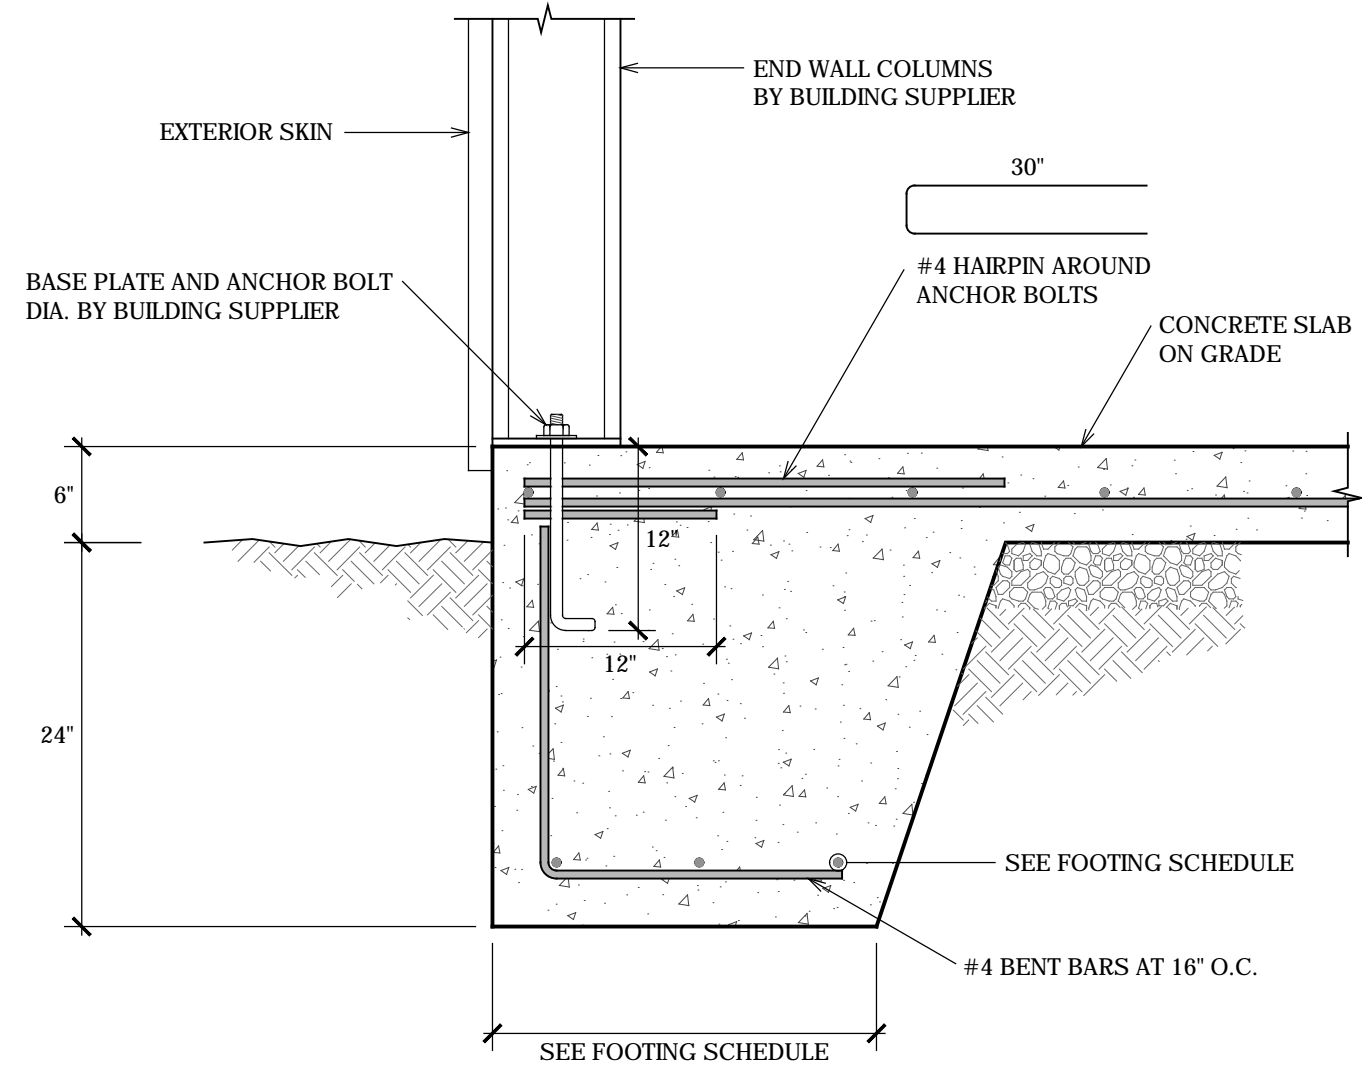 END WALL COLUMNS
BY BUILDING SUPPLIER
EXTERIOR SKIN
30"
BASE PLATE AND ANCHOR BOLT
DIA. BY BUILDING SUPPLIER
#4 HAIRPIN AROUND
ANCHOR BOLTS
CONCRETE SLAB
ON GRADE
6"
12"
12"
24"
SEE FOOTING SCHEDULE
#4 BENT BARS AT 16" O.C.
SEE FOOTING SCHEDULE